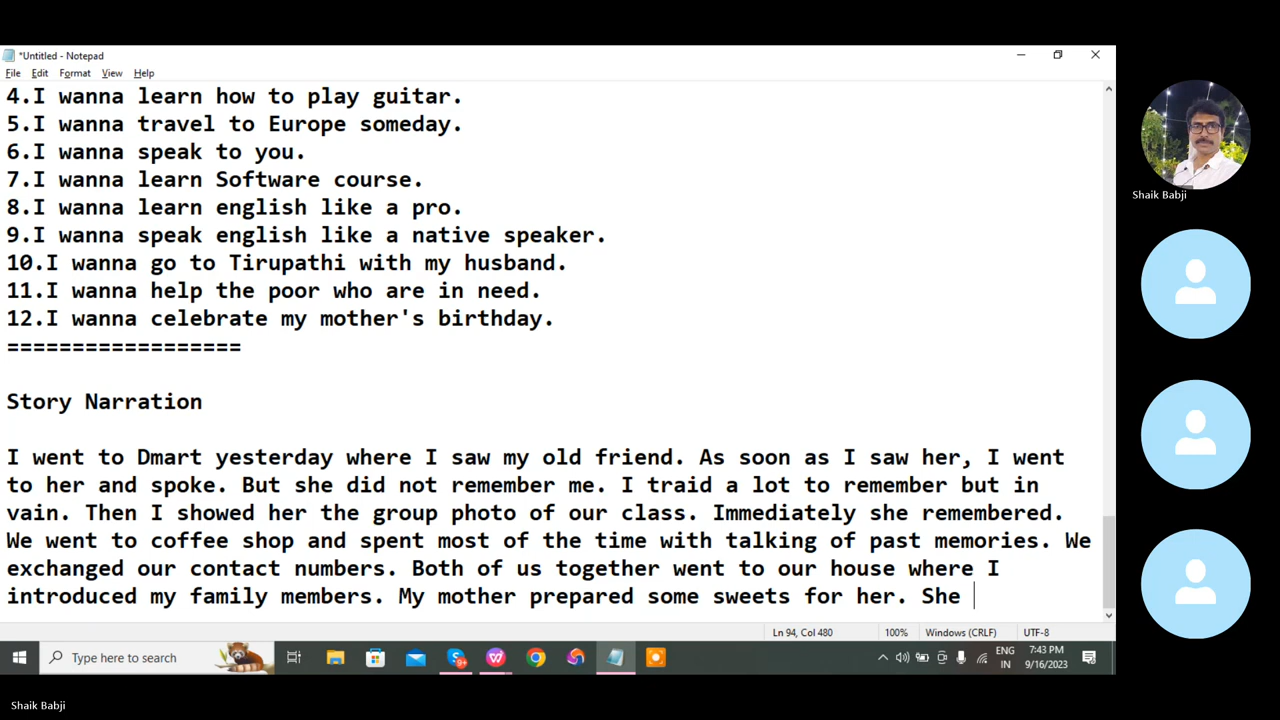 *Untitled - Notepad
File Edit Format View Help
4.I wanna learn how to play guitar.
5.I wanna travel to Europe someday.
6.I wanna speak to you.
7.I wanna learn Software course.
8.I wanna learn english like a pro.
9.I wanna speak english like a native speaker.
10.I wanna go to Tirupathi with my husband.
11.I wanna help the poor who are in need.
12.I wanna celebrate my mother's birthday.
==================
Story Narration
I went to Dmart yesterday where I saw my old friend. As soon as I saw her, I went
to her and spoke. But she did not remember me. I traid a lot to remember but in
vain. Then I showed her the group photo of our class. Immediately she remembered.
We went to coffee shop and spent most of the time with talking of past memories. We
exchanged our contact numbers. Both of us together went to our house where I
introduced my family members. My mother prepared some sweets for her. She
Ln 94, Col 480 100% Windows (CRLF) UTF-8
Type here to search
ENG
IN
7:43 PM
9/16/2023
Shaik Babji
Shaik Babji